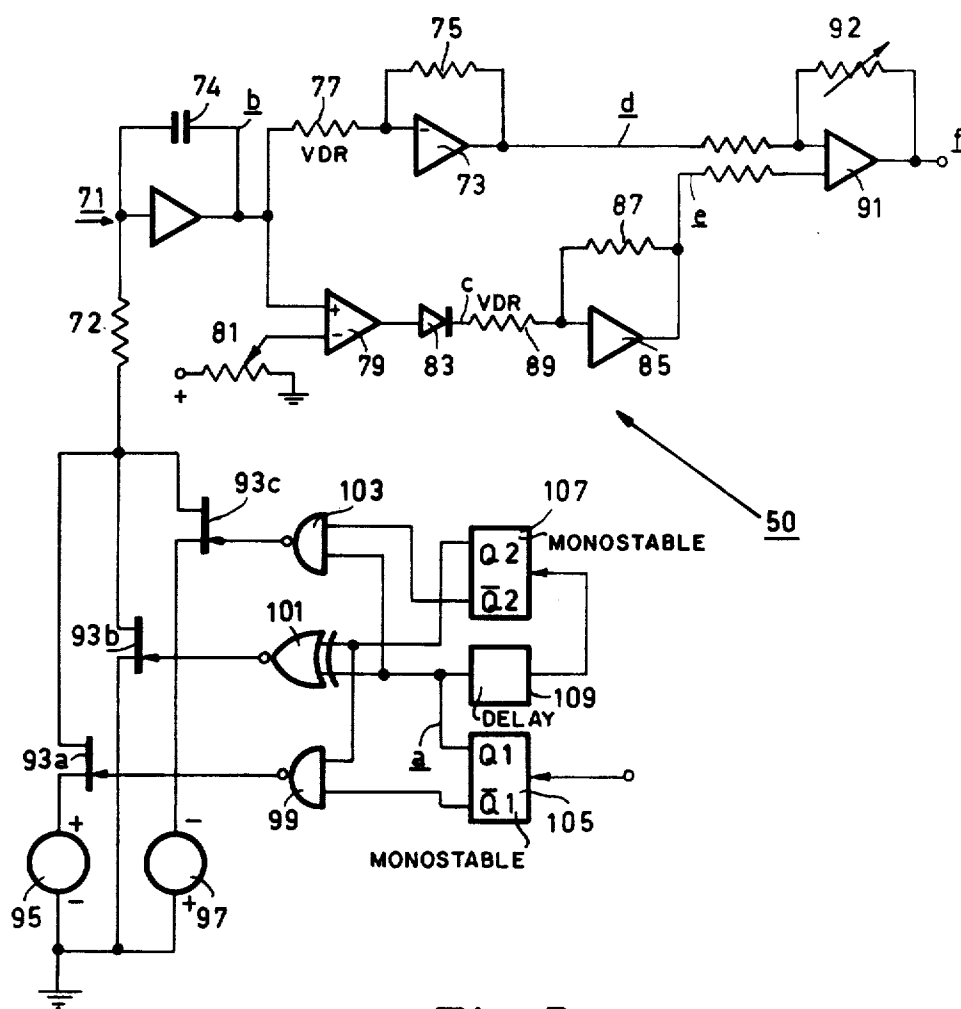 75
92
74
b
77
VDR
d
f
73
71
91
e
87
72
c
VDR
81
+
-
79
83
89
85
+
93c
103
107
50
Q2
MONOSTABLE
Q̅2
101
93b
109
DELAY
a
93a
Q1
99
Q̅1
105
MONOSTABLE
+
-
95
-
97
+